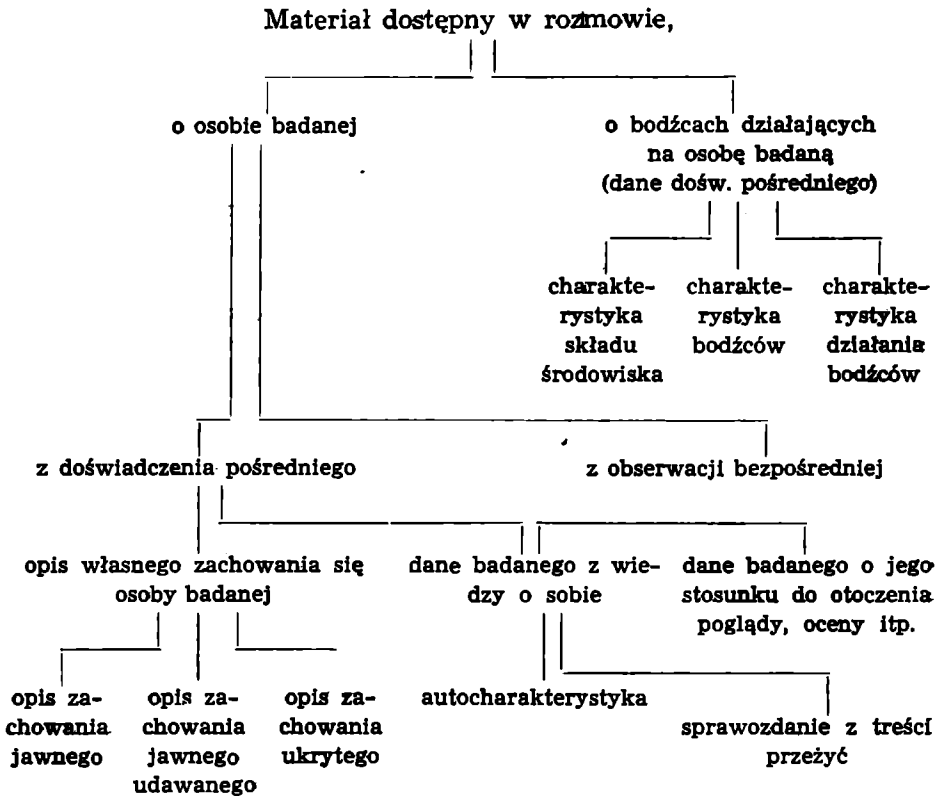 Materiał dostępny w rozmowie,
o osobie badanej
o bodźcach działających
na osobę badaną
(dane dośw. pośredniego)
charakte-
rystyka
składu
środowiska
charakte-
rystyka
bodźców
charakte-
rystyka
działania
bodźców
z doświadczenia pośredniego
z obserwacji bezpośredniej
opis własnego zachowania się
osoby badanej
dane badanego z wie-
dzy o sobie
dane badanego o jego
stosunku do otoczenia
poglądy, oceny itp.
opis za-
chowania
jawnego
opis za-
chowania
jawnego
udawanego
opis za-
chowania
ukrytego
autocharakterystyka
sprawozdanie z treści
przeżyć